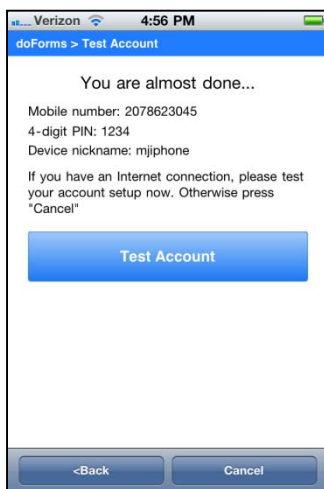 Verizon 4:56 PM
doForms > Test Account
You are almost done...
Mobile number: 2078623045
4-digit PIN: 1234
Device nickname: mjiphone
If you have an Internet connection, please test
your account setup now. Otherwise press
"Cancel"
Test Account
<Back Cancel